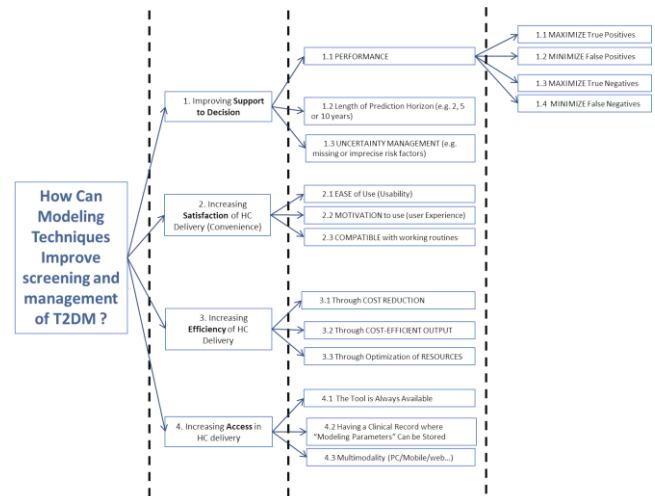 How Can
Modeling
Techniques
Improve
screening and
management
of T2DM ?
1. Improving Support
to Decision
2. Increasing
Satisfaction of HC
Delivery (Convenience)
3. Increasing
Efficiency of HC
Delivery
4. Increasing Access in
HC delivery
1.1 PERFORMANCE
1.2 Length of Prediction Horizon (e.g. 2, 5
or 10 years)
1.3 UNCERTAINTY MANAGEMENT (e.g.
missing or imprecise risk factors)
2.1 EASE of Use (Usability)
2.2 MOTIVATION to use (user Experience)
2.3 COMPATIBLE with working routines
3.1 Through COST REDUCTION
3.2 Through COST-EFFICIENT OUTPUT
3.3 Through Optimization of RESOURCES
4.1 The Tool is Always Available
4.2 Having a Clinical Record where
"Modeling Parameters" Can be Stored
4.3 Multimodality (PC/Mobile/web...)
1.1 MAXIMIZE True Positives
1.2 MINIMIZE False Positives
1.3 MAXIMIZE True Negatives
1.4 MINIMIZE False Negatives